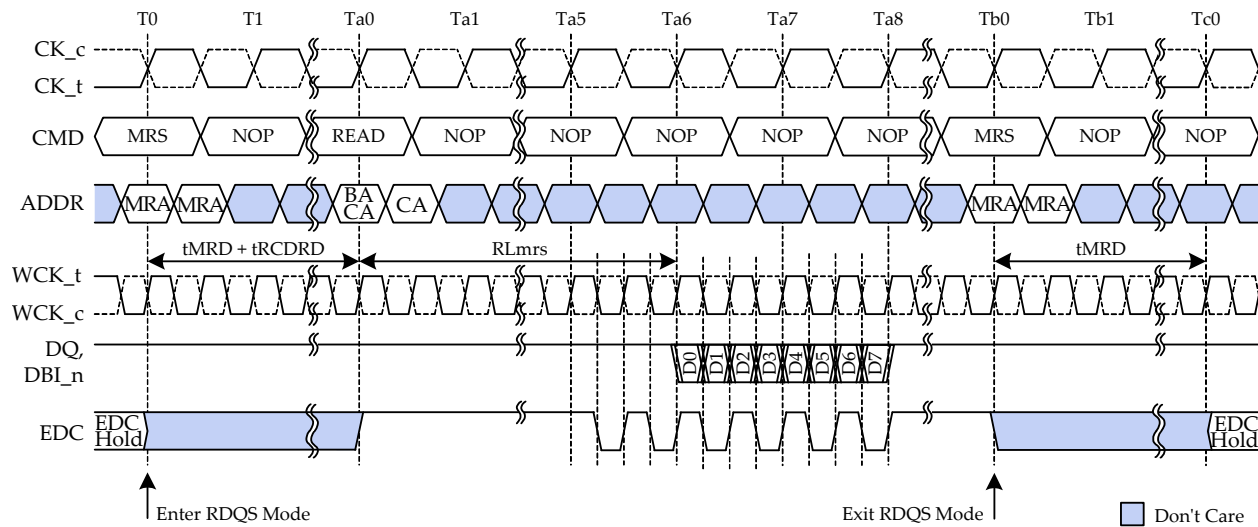 T0 T1 Ta0 Ta1 Ta5 Ta6 Ta7 Ta8 Tb0 Tb1 Tc0
CK_c
CK_t
CMD MRS NOP READ NOP NOP NOP NOP NOP MRS NOP NOP
ADDR MRA MRA BA CA CA MRA MRA
tMRD + tRCDRD RLmrs tMRD
WCK_t
WCK_c
DQ,
DBI_n D0 D1 D2 D3 D4 D5 D6 D7
EDC EDC Hold EDC Hold
Enter RDQS Mode Exit RDQS Mode Don't Care